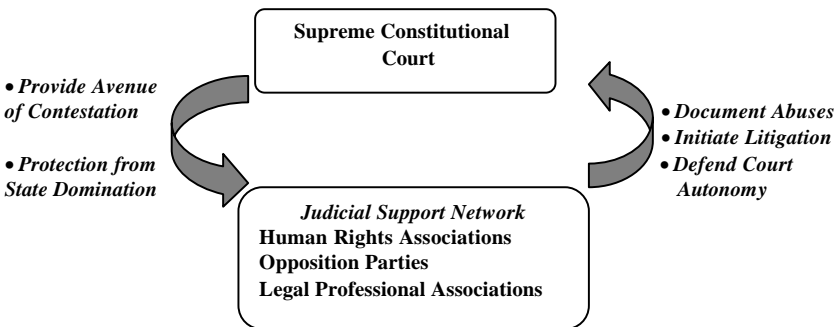 Supreme Constitutional
Court
• Provide Avenue
of Contestation
• Protection from
State Domination
• Document Abuses
• Initiate Litigation
• Defend Court
Autonomy
Judicial Support Network
Human Rights Associations
Opposition Parties
Legal Professional Associations